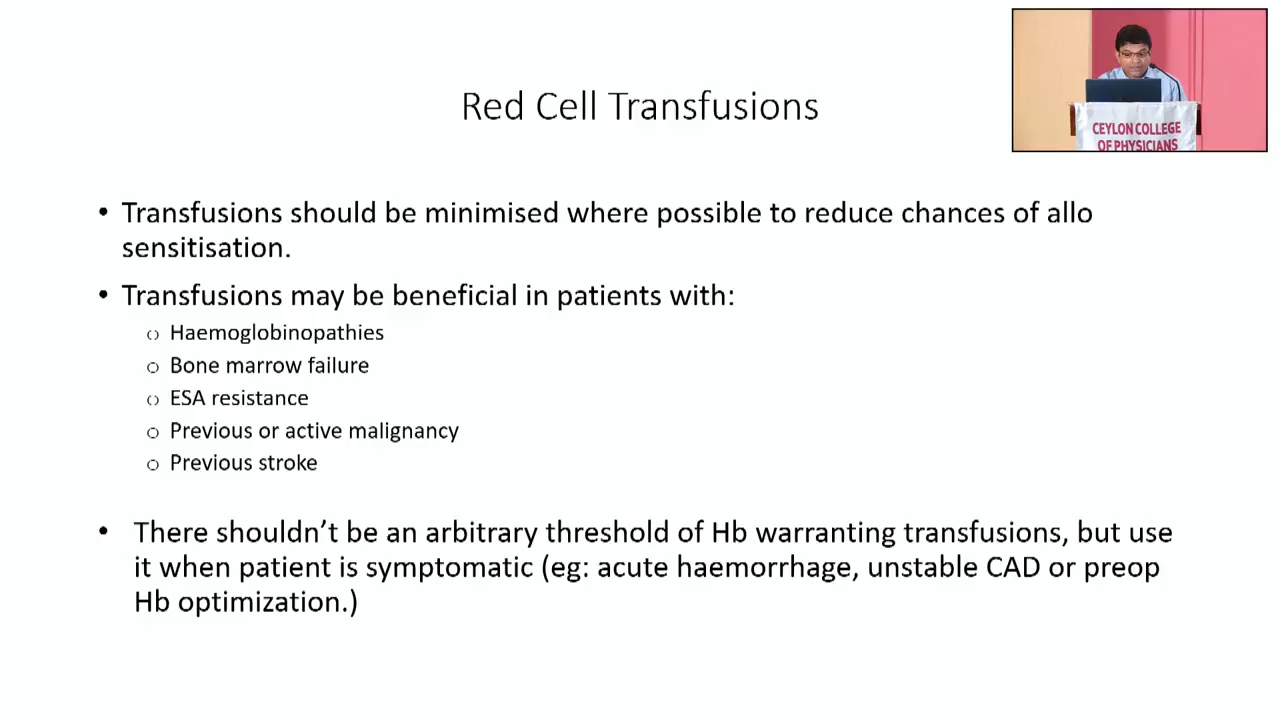 Red Cell Transfusions
CEYLON COLLEGE
OF PHYSICIANS
• Transfusions should be minimised where possible to reduce chances of allo
sensitisation.
• Transfusions may be beneficial in patients with:
○ Haemoglobinopathies
○ Bone marrow failure
○ ESA resistance
○ Previous or active malignancy
○ Previous stroke
• There shouldn’t be an arbitrary threshold of Hb warranting transfusions, but use
it when patient is symptomatic (eg: acute haemorrhage, unstable CAD or preop
Hb optimization.)